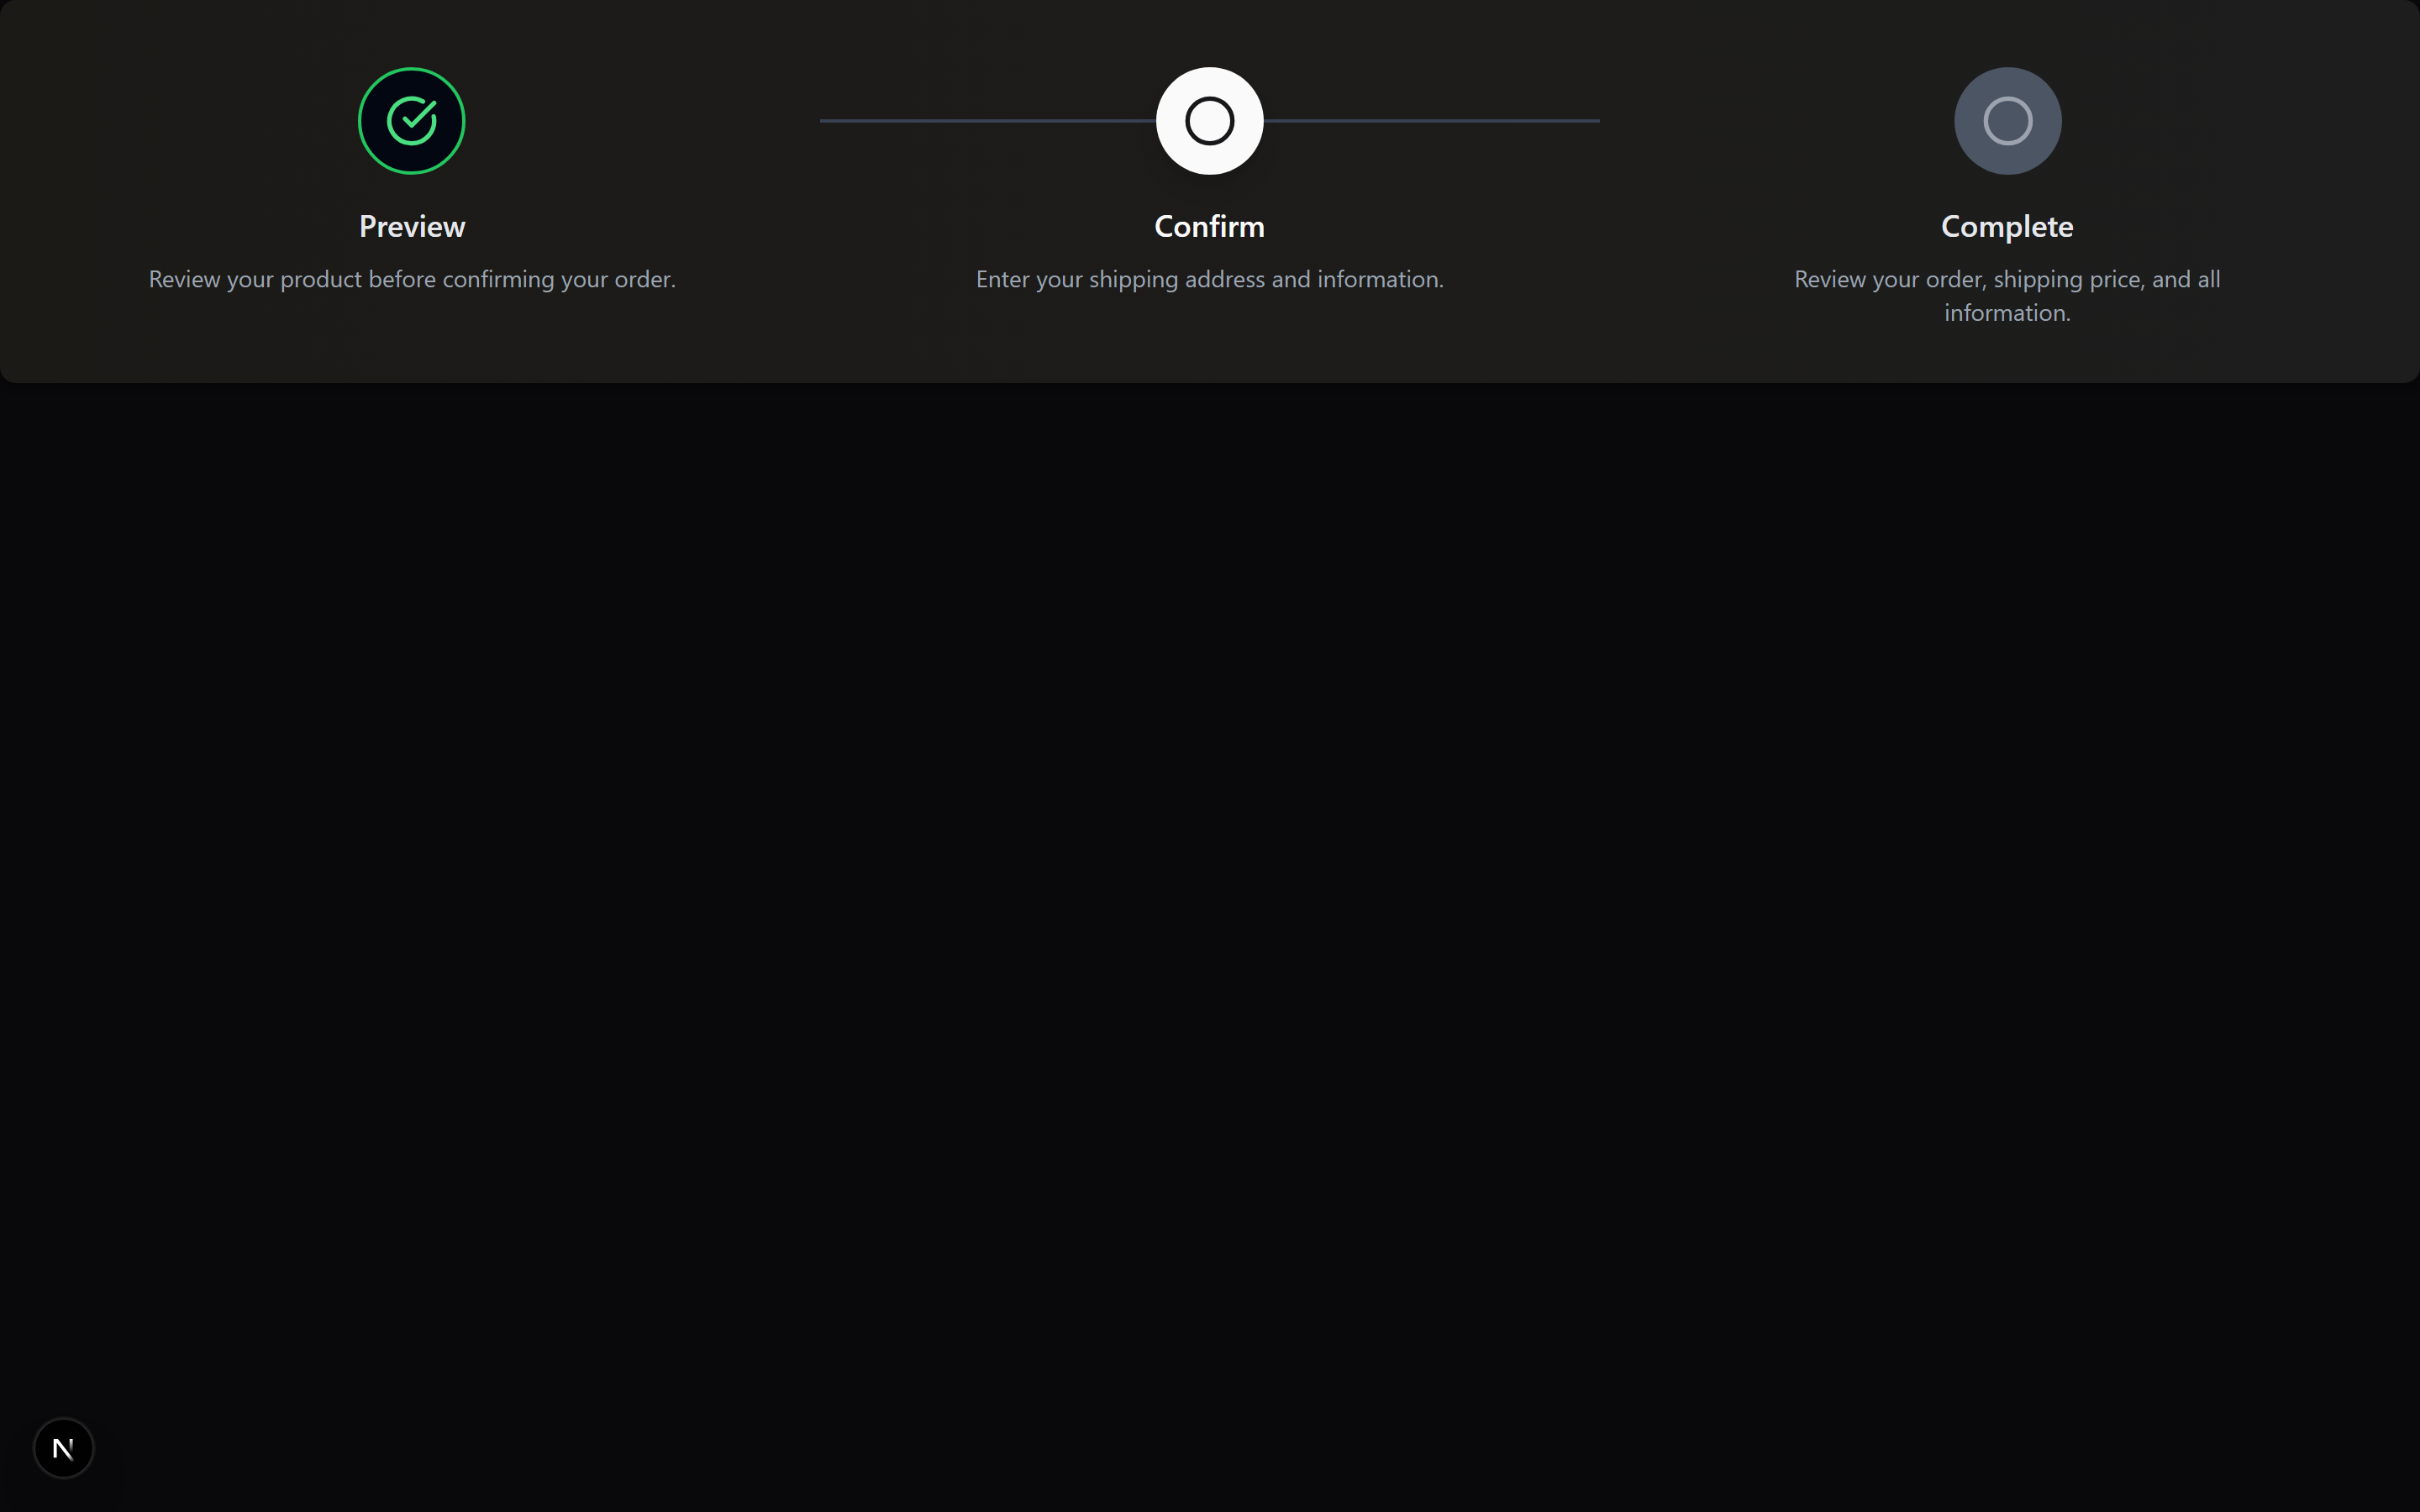 Preview
Review your product before confirming your order.
Confirm
Enter your shipping address and information.
Complete
Review your order, shipping price, and all
information.
N